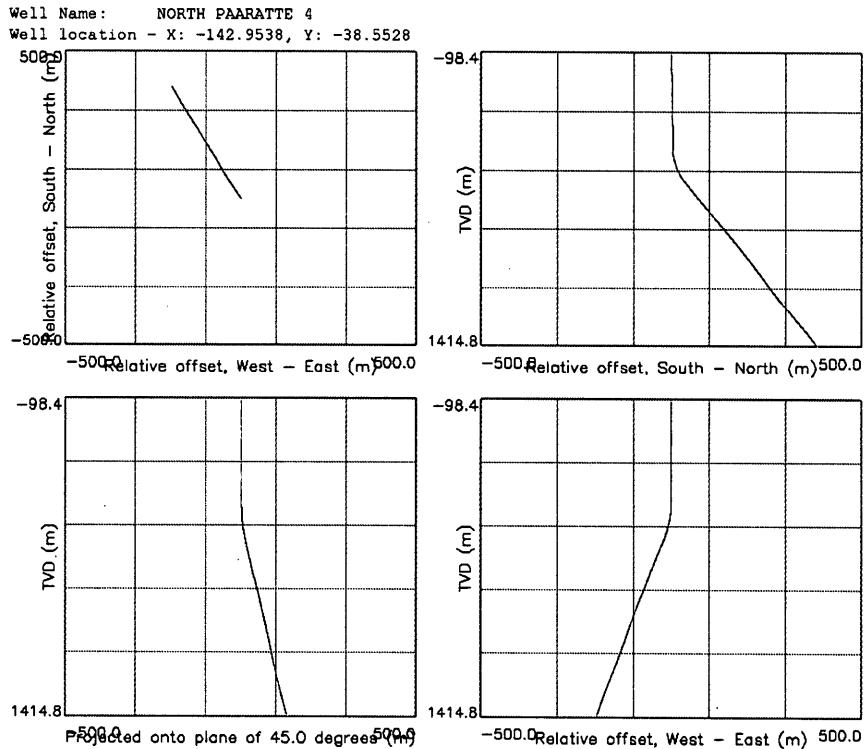 Well Name: NORTH PAARATTE 4
Well location - X: -142.9538, Y: -38.5528
500.0
Relative offset, South - North (m)
-500.0
-500.0
Relative offset, West - East (m)
500.0
-98.4
TVD (m)
1414.8
-500.0
Relative offset, South - North (m)
500.0
-98.4
TVD (m)
1414.8
-500.0
Projected onto plane of 45.0 degrees (m)
500.0
-98.4
TVD (m)
1414.8
-500.0
Relative offset, West - East (m)
500.0